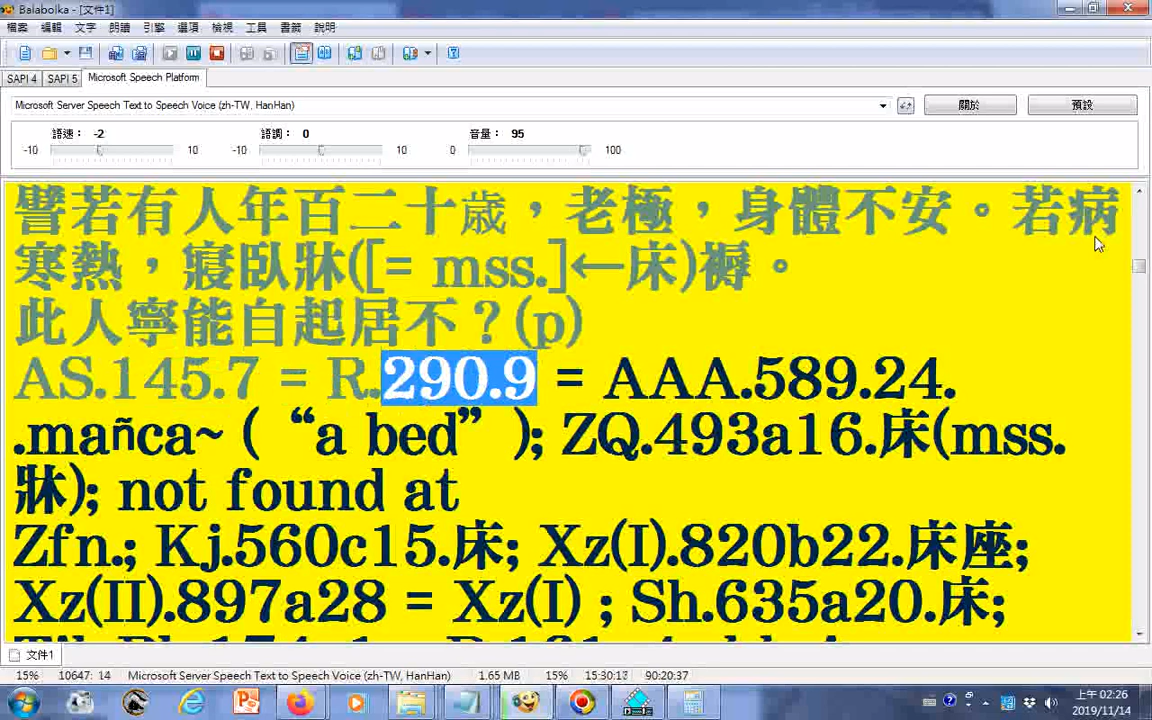 Balabolka - [文件1]
檔案 編輯 文字 朗讀 引擎 選項 檢視 工具 書籤 說明
SAPI 4 SAPI 5 Microsoft Speech Platform
Microsoft Server Speech Text to Speech Voice (zh-TW, HanHan) 關於 預設
語速： -2 語調： 0 音量： 95
-10 10 -10 10 0 100
譬若有人年百二十歳，老極，身體不安。若病
寒熱，寝臥牀([= mss.]←床)褥。
此人寧能自起居不？(p)
AS.145.7 = R.290.9 = AAA.589.24.
.mañca~ (“a bed”); ZQ.493a16.床(mss.
牀); not found at
Zfn.; Kj.560c15.床; Xz(I).820b22.床座;
Xz(II).897a28 = Xz(I) ; Sh.635a20.床;
文件1
15% 10647: 14 Microsoft Server Speech Text to Speech Voice (zh-TW, HanHan) 1.65 MB 15% 15:30:13 90:20:37
上午 02:26
2019/11/14